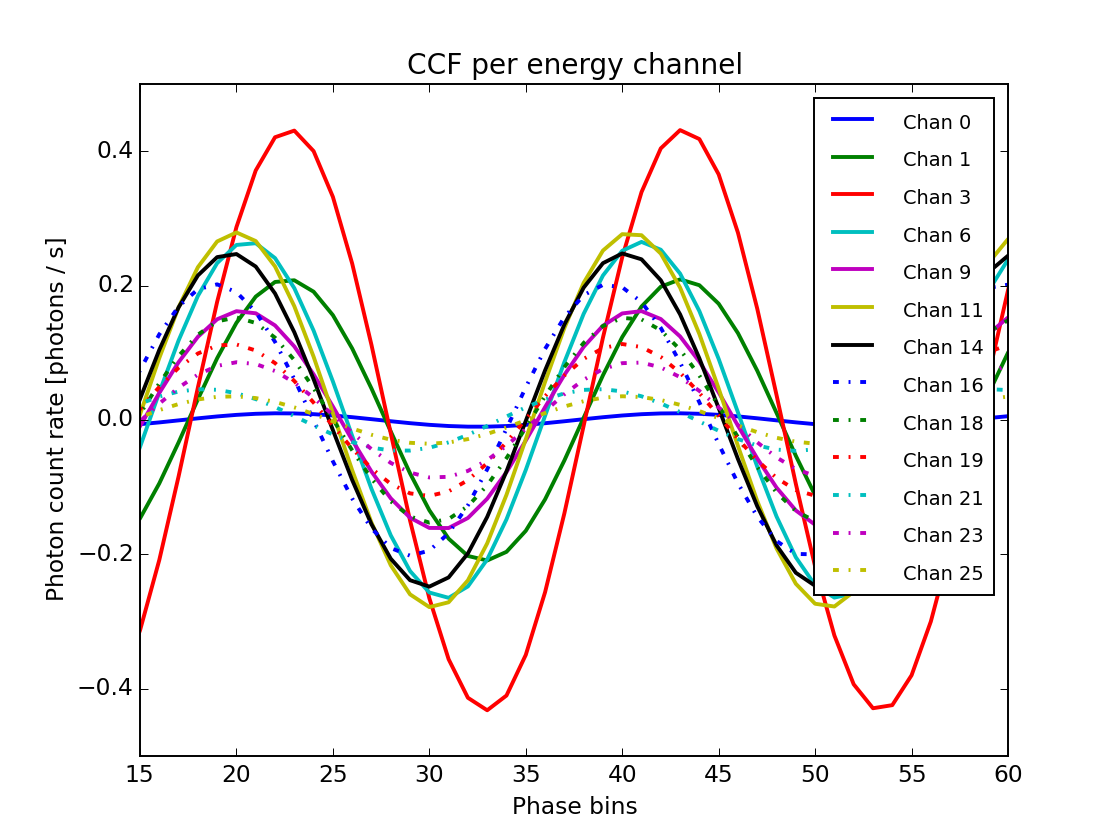 CCF per energy channel
Photon count rate [photons / s]
0.4
0.2
0.0
−0.2
−0.4
15 20 25 30 35 40 45 50 55 60
Phase bins
Chan 0
Chan 1
Chan 3
Chan 6
Chan 9
Chan 11
Chan 14
Chan 16
Chan 18
Chan 19
Chan 21
Chan 23
Chan 25